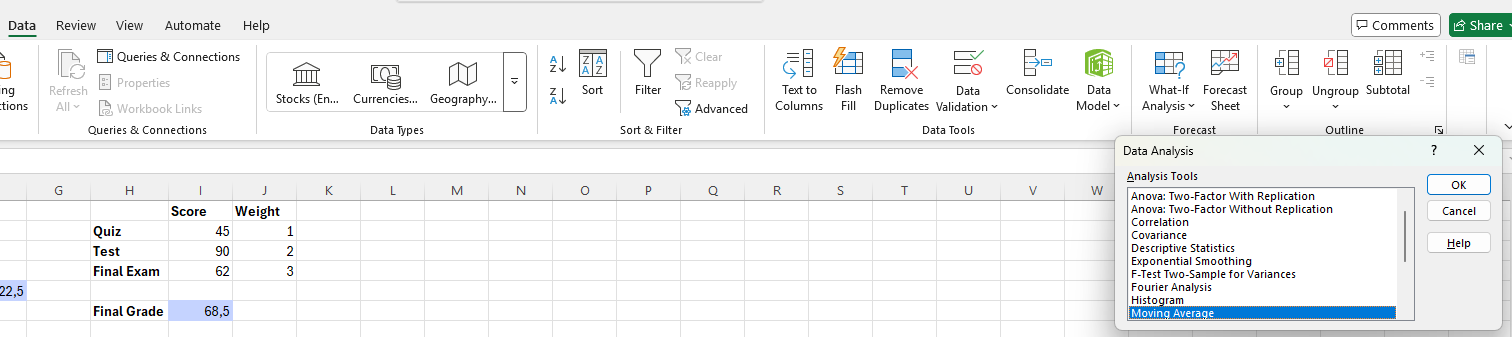 Data Review View Automate Help Comments Share
Queries & Connections
Properties
Workbook Links
Refresh All
Queries & Connections
Stocks (En... Currencies... Geography...
Data Types
Sort
Filter
Clear
Reapply
Advanced
Sort & Filter
Text to Columns
Flash Fill
Remove Duplicates
Data Validation
Consolidate
Data Model
Data Tools
What-If Analysis
Forecast Sheet
Forecast
Group
Ungroup
Subtotal
Outline
G H I J K L M N O P Q R S T U V W
Score Weight
Quiz 45 1
Test 90 2
Final Exam 62 3
22,5
Final Grade 68,5
Data Analysis ? 
Analysis Tools
Anova: Two-Factor With Replication
Anova: Two-Factor Without Replication
Correlation
Covariance
Descriptive Statistics
Exponential Smoothing
F-Test Two-Sample for Variances
Fourier Analysis
Histogram
Moving Average
OK
Cancel
Help